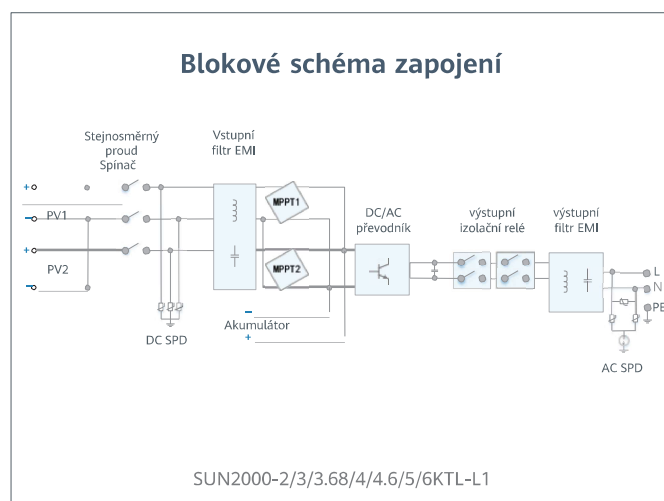 Blokové schéma zapojení
Stejnosměrný
proud
Spínač
Vstupní
filtr EMI
+
PV1
−
+
PV2
−
MPPT1
MPPT2
DC/AC
převodník
výstupní
izolační relé
výstupní
filtr EMI
L
N
PE
DC SPD
−
Akumulátor
+
AC SPD
SUN2000-2/3/3.68/4/4.6/5/6KTL-L1